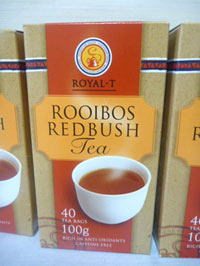 ROYAL-T
ROOIBOS
REDBUSH
Tea
40
TEA BAGS
100g
RICH IN ANTI OXIDANTS
CAFFEINE FREE